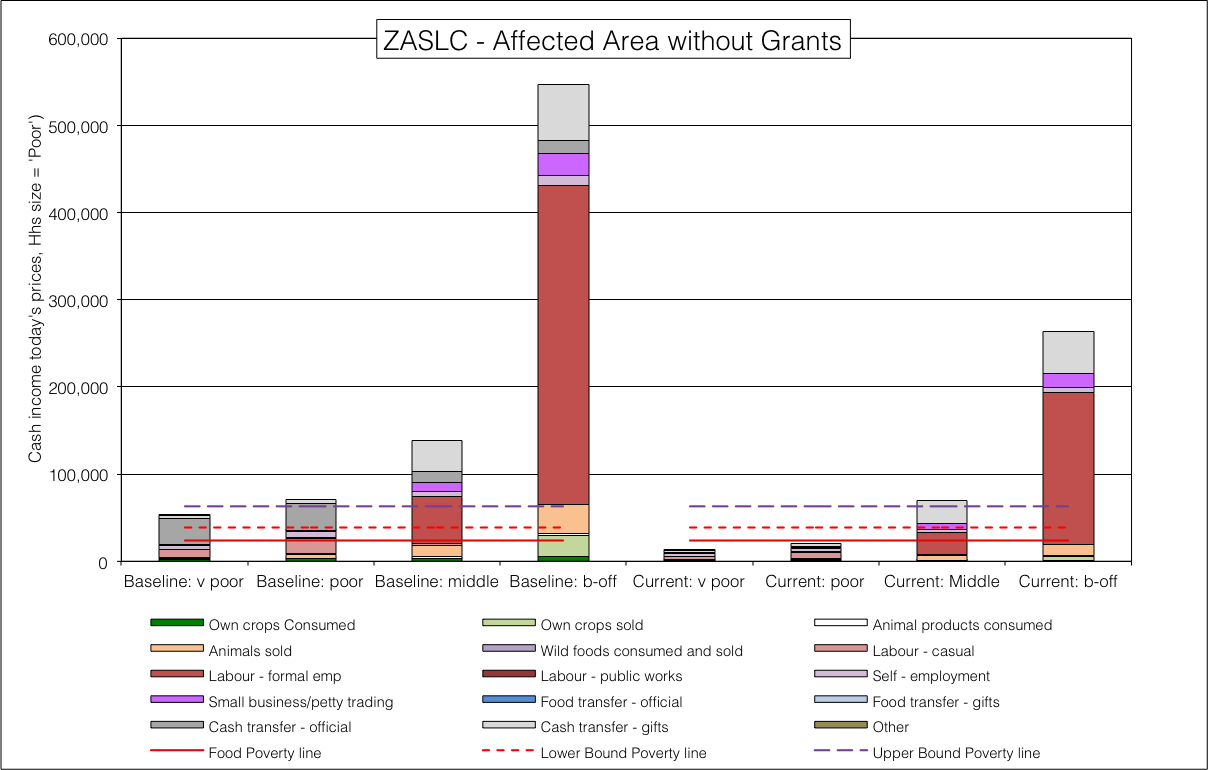 ZASLC - Affected Area without Grants
Cash income today's prices, Hhs size = 'Poor')
600,000
500,000
400,000
300,000
200,000
100,000
0
Baseline: v poor Baseline: poor Baseline: middle Baseline: b-off Current: v poor Current: poor Current: Middle Current: b-off
Own crops Consumed Own crops sold Animal products consumed
Animals sold Wild foods consumed and sold Labour - casual
Labour - formal emp Labour - public works Self - employment
Small business/petty trading Food transfer - official Food transfer - gifts
Cash transfer - official Cash transfer - gifts Other
Food Poverty line Lower Bound Poverty line Upper Bound Poverty line